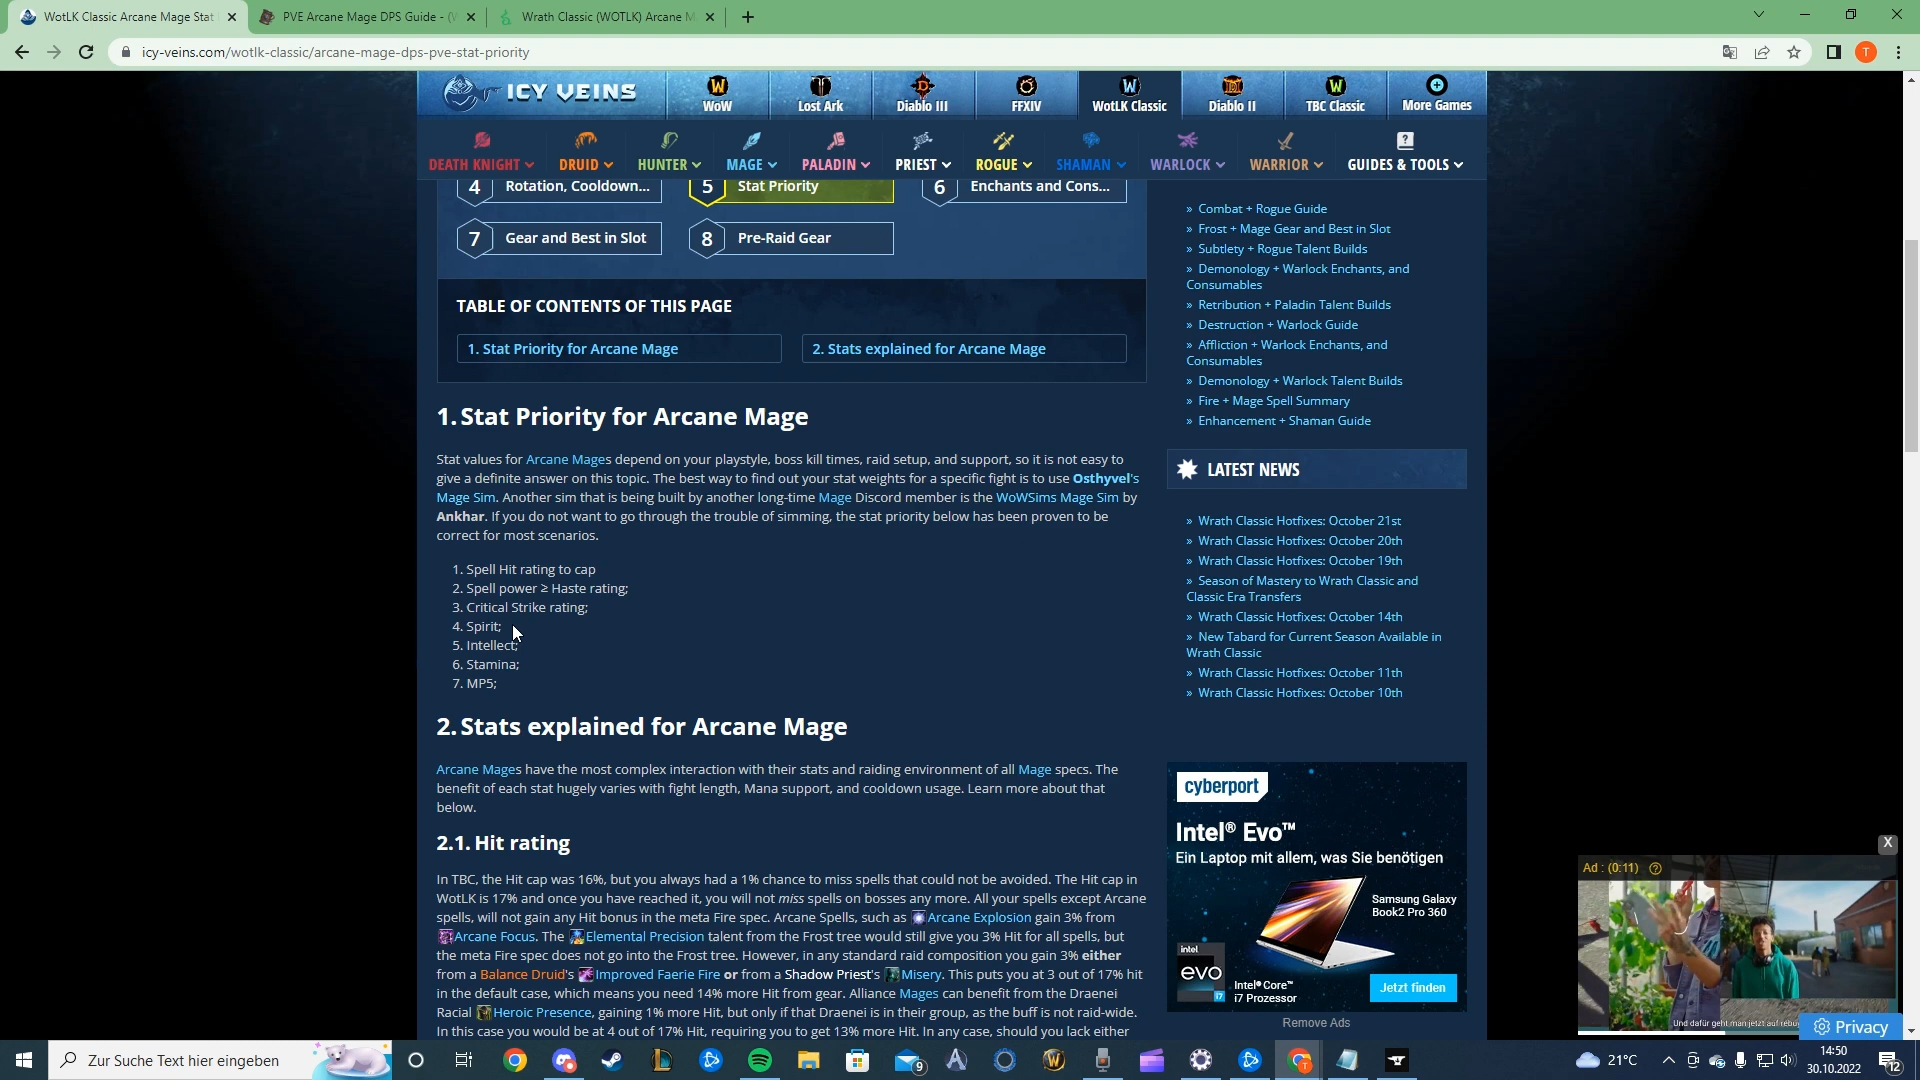 WotLK Classic Arcane Mage Stat
PVE Arcane Mage DPS Guide - (
Wrath Classic (WOTLK) Arcane M
icy-veins.com/wotlk-classic/arcane-mage-dps-pve-stat-priority
T
ICY VEINS
WoW
Lost Ark
Diablo III
FFXIV
WotLK Classic
Diablo II
TBC Classic
More Games
DEATH KNIGHT
DRUID
HUNTER
MAGE
PALADIN
PRIEST
ROGUE
SHAMAN
WARLOCK
WARRIOR
GUIDES & TOOLS
4 Rotation, Cooldown...
5 Stat Priority
6 Enchants and Cons...
7 Gear and Best in Slot
8 Pre-Raid Gear
TABLE OF CONTENTS OF THIS PAGE
1. Stat Priority for Arcane Mage
2. Stats explained for Arcane Mage
1. Stat Priority for Arcane Mage
Stat values for Arcane Mages depend on your playstyle, boss kill times, raid setup, and support, so it is not easy to
give a definite answer on this topic. The best way to find out your stat weights for a specific fight is to use Osthyvel's
Mage Sim. Another sim that is being built by another long-time Mage Discord member is the WoWSims Mage Sim by
Ankhar. If you do not want to go through the trouble of simming, the stat priority below has been proven to be
correct for most scenarios.
1. Spell Hit rating to cap
2. Spell power ≥ Haste rating;
3. Critical Strike rating;
4. Spirit;
5. Intellect;
6. Stamina;
7. MP5;
2. Stats explained for Arcane Mage
Arcane Mages have the most complex interaction with their stats and raiding environment of all Mage specs. The
benefit of each stat hugely varies with fight length, Mana support, and cooldown usage. Learn more about that
below.
2.1. Hit rating
In TBC, the Hit cap was 16%, but you always had a 1% chance to miss spells that could not be avoided. The Hit cap in
WotLK is 17% and once you have reached it, you will not miss spells on bosses any more. All your spells except Arcane
spells, will not gain any Hit bonus in the meta Fire spec. Arcane Spells, such as Arcane Explosion gain 3% from
Arcane Focus. The Elemental Precision talent from the Frost tree would still give you 3% Hit for all spells, but
the meta Fire spec does not go into the Frost tree. However, in any standard raid composition you gain 3% either
from a Balance Druid's Improved Faerie Fire or from a Shadow Priest's Misery. This puts you at 3 out of 17% hit
in the default case, which means you need 14% more Hit from gear. Alliance Mages can benefit from the Draenei
Racial Heroic Presence, gaining 1% more Hit, but only if that Draenei is in their group, as the buff is not raid-wide.
In this case you would be at 4 out of 17% Hit, requiring you to get 13% more Hit. In any case, should you lack either
» Combat + Rogue Guide
» Frost + Mage Gear and Best in Slot
» Subtlety + Rogue Talent Builds
» Demonology + Warlock Enchants, and
Consumables
» Retribution + Paladin Talent Builds
» Destruction + Warlock Guide
» Affliction + Warlock Enchants, and
Consumables
» Demonology + Warlock Talent Builds
» Fire + Mage Spell Summary
» Enhancement + Shaman Guide
LATEST NEWS
» Wrath Classic Hotfixes: October 21st
» Wrath Classic Hotfixes: October 20th
» Wrath Classic Hotfixes: October 19th
» Season of Mastery to Wrath Classic and
Classic Era Transfers
» Wrath Classic Hotfixes: October 14th
» New Tabard for Current Season Available in
Wrath Classic
» Wrath Classic Hotfixes: October 11th
» Wrath Classic Hotfixes: October 10th
cyberport
Intel® Evo™
Ein Laptop mit allem, was Sie benötigen
Samsung Galaxy
Book2 Pro 360
intel
evo
i7
Intel® Core™
i7 Prozessor
Jetzt finden
Remove Ads
X
Ad : (0:11)
Und dafür geht man jetzt auf
Privacy
Zur Suche Text hier eingeben
9
21°C
14:50
30.10.2022
12